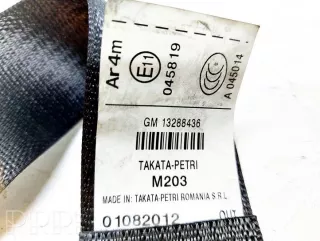 Ar4m
E11
045819
A 045014
GM 13288436
TAKATA-PETRI
M203
MADE IN: TAKATA-PETRI ROMANIA S R L
01082012 OUT